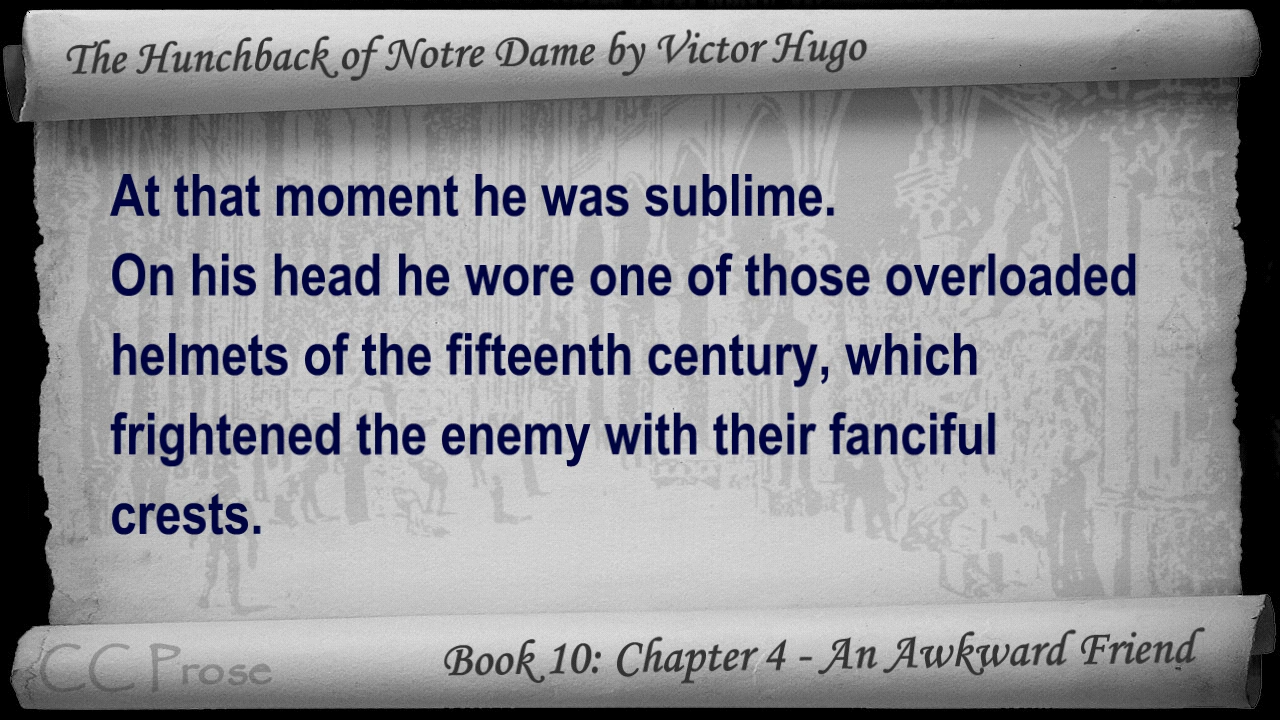 The Hunchback of Notre Dame by Victor Hugo
At that moment he was sublime.
On his head he wore one of those overloaded
helmets of the fifteenth century, which
frightened the enemy with their fanciful
crests.
CC Prose
Book 10: Chapter 4 - An Awkward Friend